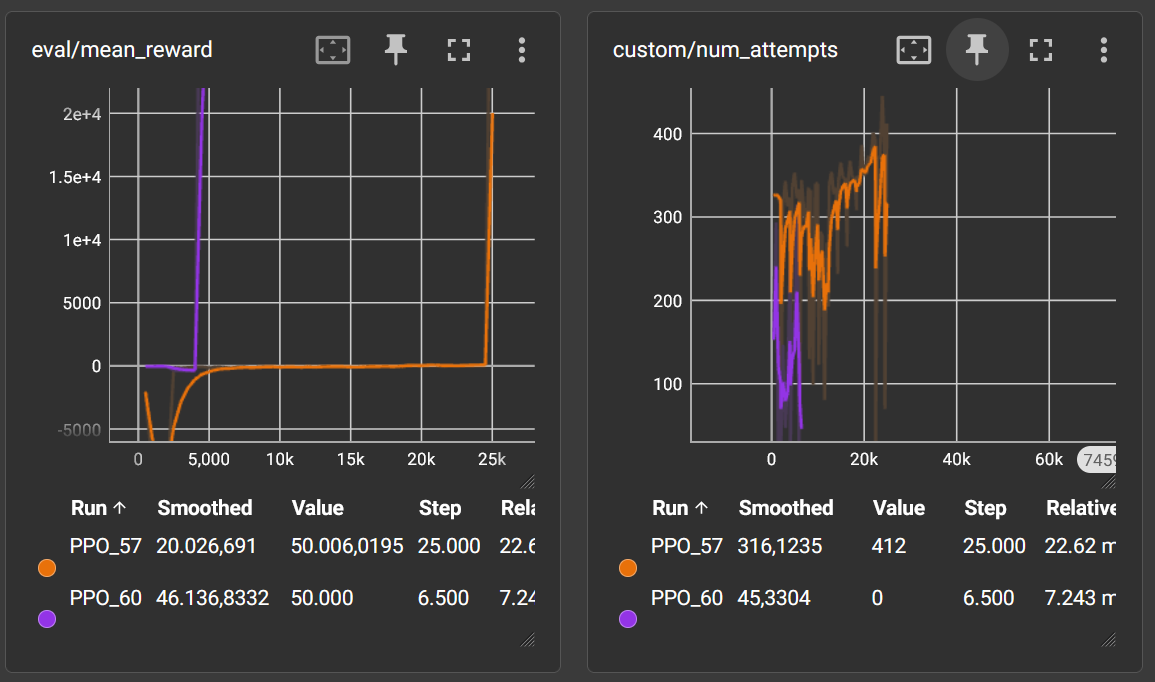 eval/mean_reward
2e+4
1.5e+4
1e+4
5000
0
-5000
0 5,000 10k 15k 20k 25k
Run ↑ Smoothed Value Step Rela
PPO_57 20.026,691 50.006,0195 25.000 22.6
PPO_60 46.136,8332 50.000 6.500 7.24
custom/num_attempts
400
300
200
100
0 20k 40k 60k 7459
Run ↑ Smoothed Value Step Relative
PPO_57 316,1235 412 25.000 22.62 m
PPO_60 45,3304 0 6.500 7.243 m